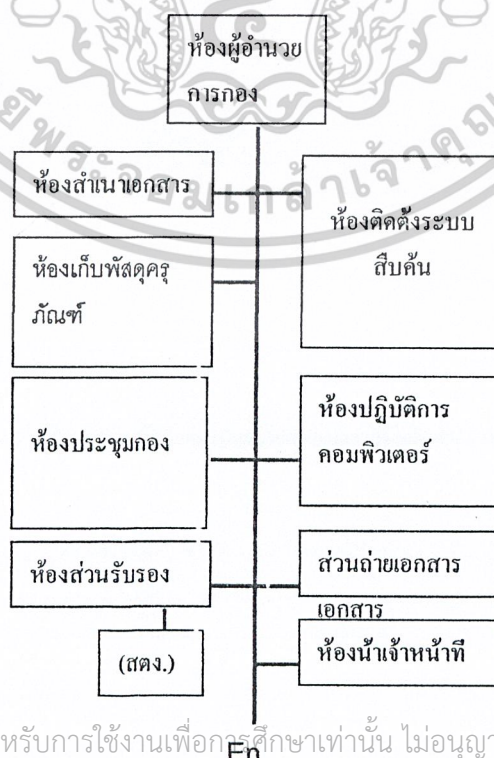 ห้องผู้อำนวย
การกอง
ห้องสำเนาเอกสาร
ห้องติดตั้งระบบ
สืบค้น
ห้องเก็บพัสดุครุ
ภัณฑ์
ห้องประชุมกอง
ห้องปฏิบัติการ
คอมพิวเตอร์
ห้องส่วนรับรอง
ส่วนถ่ายเอกสาร
เอกสาร
(สตง.)
ห้องน้ำเจ้าหน้าที่
En
หรับการใช้งานเพื่อการศึกษาเท่านั้น ไม่อนุญา